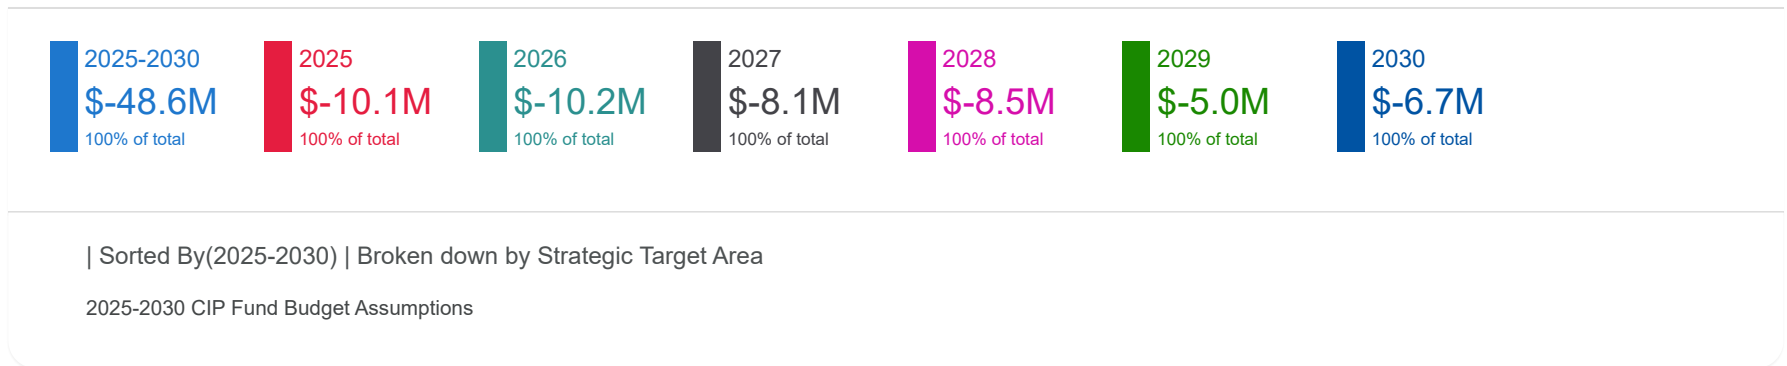 2025-2030
$-48.6M
100% of total
2025
$-10.1M
100% of total
2026
$-10.2M
100% of total
2027
$-8.1M
100% of total
2028
$-8.5M
100% of total
2029
$-5.0M
100% of total
2030
$-6.7M
100% of total
| Sorted By(2025-2030) | Broken down by Strategic Target Area
2025-2030 CIP Fund Budget Assumptions